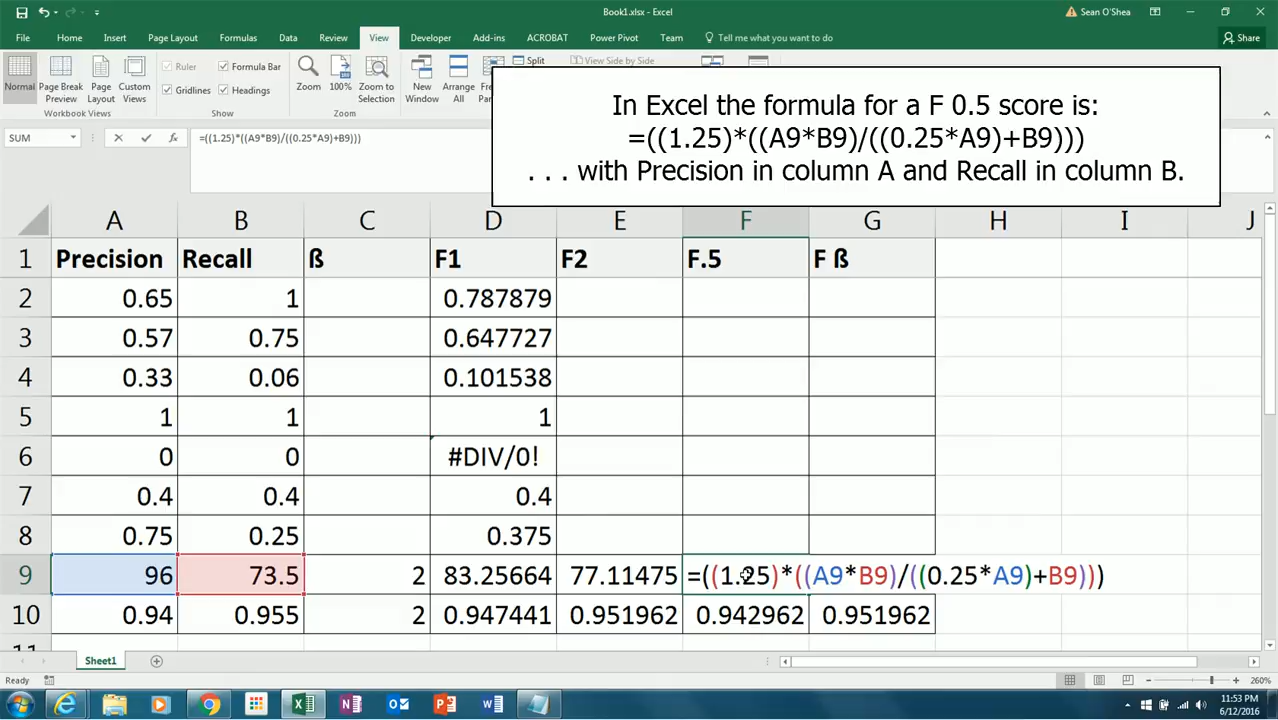 Book1.xlsx - Excel
Sean O'Shea
File Home Insert Page Layout Formulas Data Review View Developer Add-ins ACROBAT Power Pivot Team Tell me what you want to do Share
Normal Page Break Preview Page Layout Custom Views
Ruler Formula Bar
Gridlines Headings
Zoom 100% Zoom to Selection
New Window Arrange All
Split View Side by Side
Workbook Views Show Zoom
In Excel the formula for a F 0.5 score is:
=((1.25)*((A9*B9)/((0.25*A9)+B9)))
. . . with Precision in column A and Recall in column B.
SUM fx =((1.25)*((A9*B9)/((0.25*A9)+B9)))
A B C D E F G H I J
1 Precision Recall ß F1 F2 F.5 F ß
2 0.65 1 0.787879
3 0.57 0.75 0.647727
4 0.33 0.06 0.101538
5 1 1 1
6 0 0 #DIV/0!
7 0.4 0.4 0.4
8 0.75 0.25 0.375
9 96 73.5 2 83.25664 77.11475 =((1.25)*((A9*B9)/((0.25*A9)+B9)))
10 0.94 0.955 2 0.947441 0.951962 0.942962 0.951962
Sheet1
Ready 260%
11:53 PM
6/12/2016